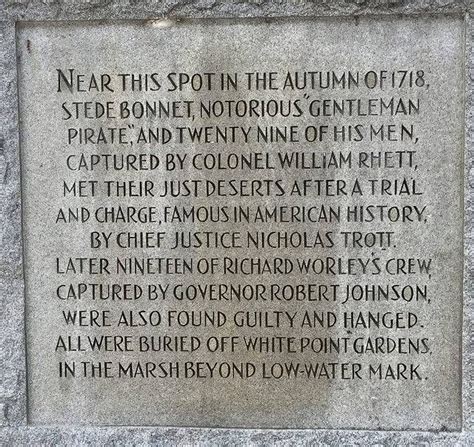 NEAR THIS SPOT IN THE AUTUMN OF 1718,
STEDE BONNET, NOTORIOUS "GENTLEMAN
PIRATE", AND TWENTY NINE OF HIS MEN,
CAPTURED BY COLONEL WILLIAM RHETT,
MET THEIR JUST DESERTS AFTER A TRIAL
AND CHARGE, FAMOUS IN AMERICAN HISTORY,
BY CHIEF JUSTICE NICHOLAS TROTT.
LATER NINETEEN OF RICHARD WORLEY'S CREW,
CAPTURED BY GOVERNOR ROBERT JOHNSON,
WERE ALSO FOUND GUILTY AND HANGED.
ALL WERE BURIED OFF WHITE POINT GARDENS,
IN THE MARSH BEYOND LOW-WATER MARK.